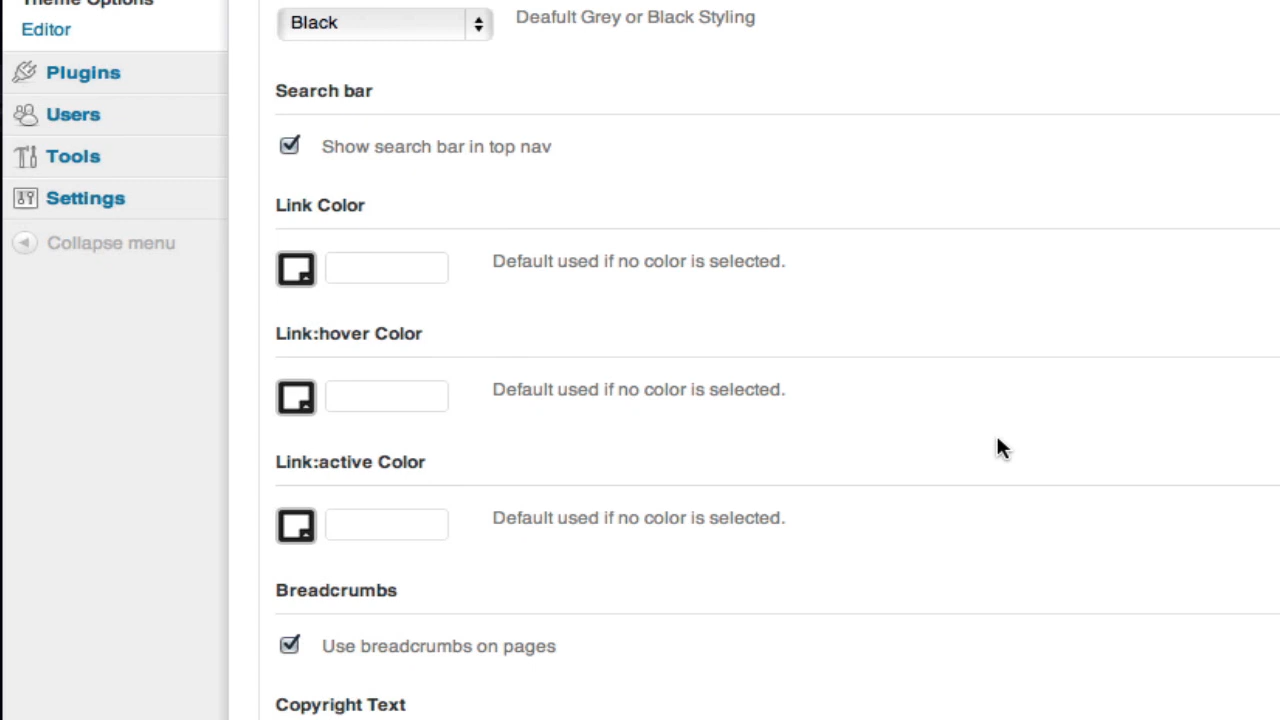 Theme Options
Editor
Plugins
Users
Tools
Settings
Collapse menu
Black
Deafult Grey or Black Styling
Search bar
Show search bar in top nav
Link Color
Default used if no color is selected.
Link:hover Color
Default used if no color is selected.
Link:active Color
Default used if no color is selected.
Breadcrumbs
Use breadcrumbs on pages
Copyright Text